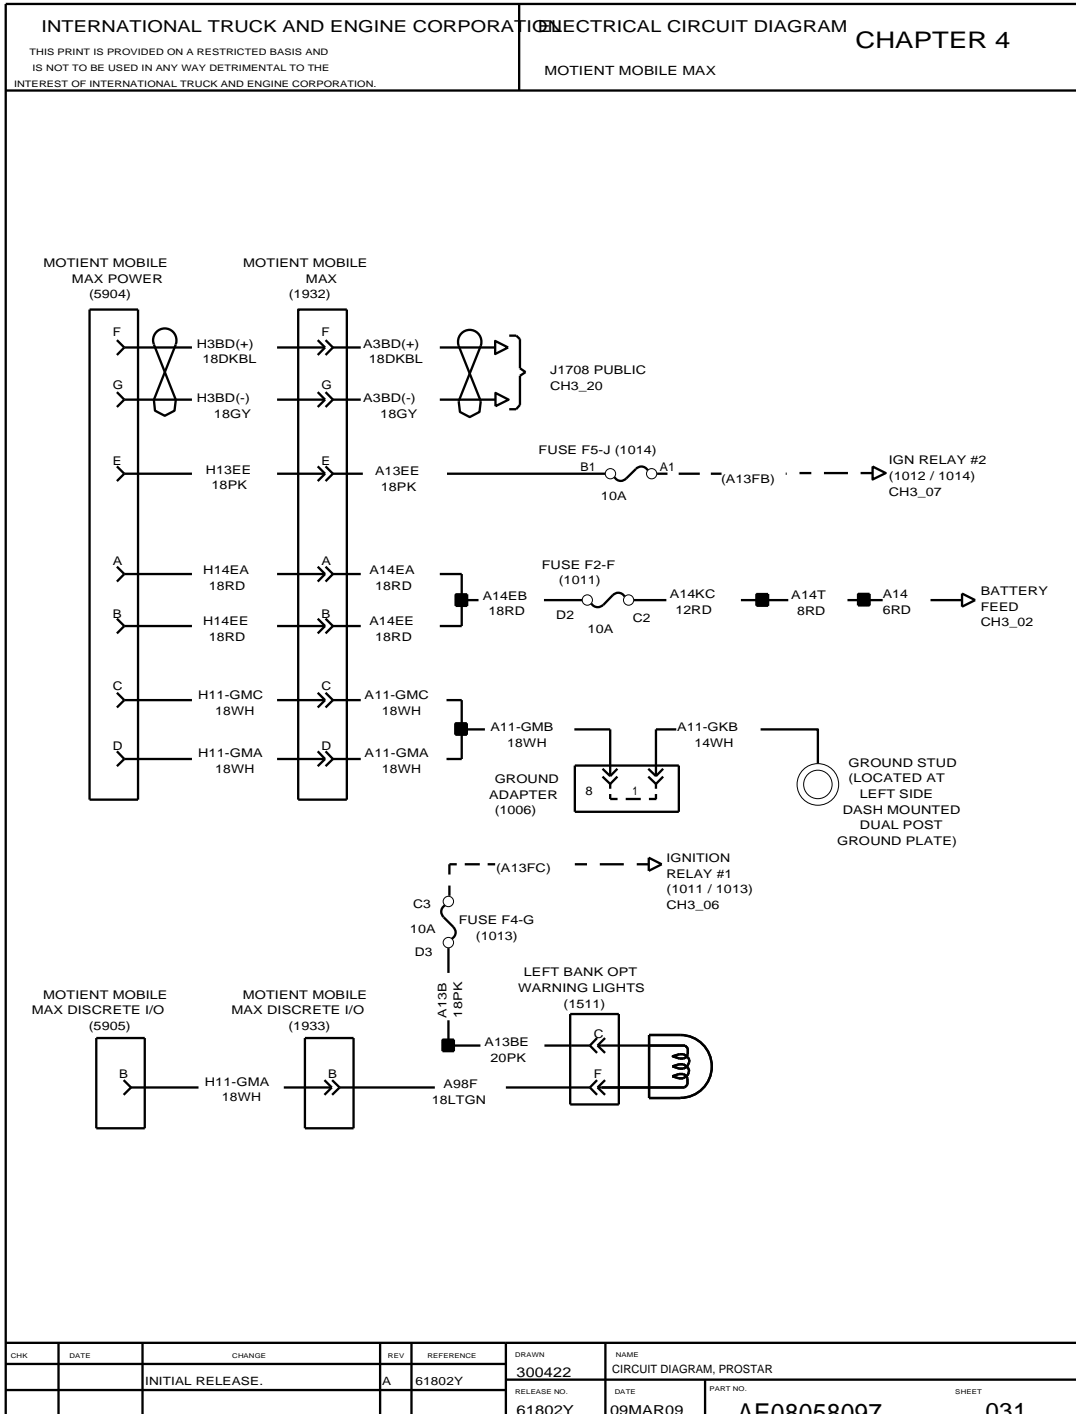 INTERNATIONAL TRUCK AND ENGINE CORPORATION
ELECTRICAL CIRCUIT DIAGRAM
CHAPTER 4
THIS PRINT IS PROVIDED ON A RESTRICTED BASIS AND
IS NOT TO BE USED IN ANY WAY DETRIMENTAL TO THE
INTEREST OF INTERNATIONAL TRUCK AND ENGINE CORPORATION.
MOTIENT MOBILE MAX
MOTIENT MOBILE
MAX POWER
(5904)
MOTIENT MOBILE
MAX
(1932)
F
H3BD(+)
18DKBL
F
A3BD(+)
18DKBL
G
H3BD(-)
18GY
G
A3BD(-)
18GY
J1708 PUBLIC
CH3_20
E
H13EE
18PK
E
A13EE
18PK
FUSE F5-J (1014)
B1
A1
10A
(A13FB)
IGN RELAY #2
(1012 / 1014)
CH3_07
A
H14EA
18RD
A
A14EA
18RD
B
H14EE
18RD
B
A14EE
18RD
A14EB
18RD
FUSE F2-F
(1011)
D2
10A
C2
A14KC
12RD
A14T
8RD
A14
6RD
BATTERY
FEED
CH3_02
C
H11-GMC
18WH
C
A11-GMC
18WH
D
H11-GMA
18WH
D
A11-GMA
18WH
A11-GMB
18WH
A11-GKB
14WH
GROUND
ADAPTER
(1006)
8
1
GROUND STUD
(LOCATED AT
LEFT SIDE
DASH MOUNTED
DUAL POST
GROUND PLATE)
(A13FC)
IGNITION
RELAY #1
(1011 / 1013)
CH3_06
C3
10A
D3
FUSE F4-G
(1013)
A13B
18PK
LEFT BANK OPT
WARNING LIGHTS
(1511)
MOTIENT MOBILE
MAX DISCRETE I/O
(5905)
MOTIENT MOBILE
MAX DISCRETE I/O
(1933)
A13BE
20PK
C
B
H11-GMA
18WH
B
A98F
18LTGN
F
CHK
DATE
CHANGE
REV
REFERENCE
DRAWN
300422
NAME
CIRCUIT DIAGRAM, PROSTAR
INITIAL RELEASE.
A
61802Y
RELEASE NO.
61802Y
DATE
09MAR09
PART NO.
AE08058097
SHEET
031